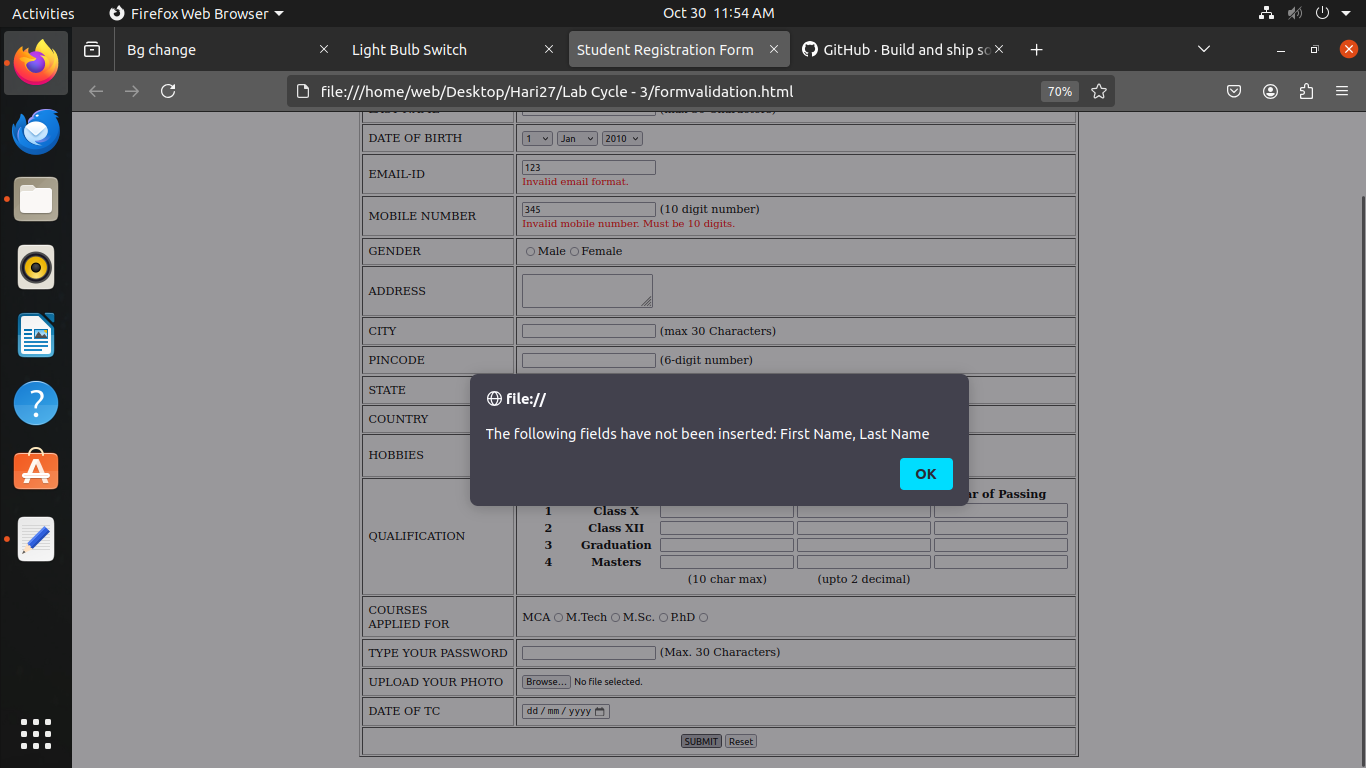 Activities Firefox Web Browser Oct 30 11:54 AM
Bg change Light Bulb Switch Student Registration Form GitHub · Build and ship so
file:///home/web/Desktop/Hari27/Lab Cycle - 3/formvalidation.html 70%
DATE OF BIRTH 1 Jan 2010
EMAIL-ID 123
Invalid email format.
MOBILE NUMBER 345 (10 digit number)
Invalid mobile number. Must be 10 digits.
GENDER Male Female
ADDRESS
CITY (max 30 Characters)
PINCODE (6-digit number)
STATE
COUNTRY
HOBBIES
file://
The following fields have not been inserted: First Name, Last Name
OK
QUALIFICATION
of Passing
1 Class X
2 Class XII
3 Graduation
4 Masters
(10 char max) (upto 2 decimal)
COURSES
APPLIED FOR
MCA M.Tech M.Sc. P.hD
TYPE YOUR PASSWORD (Max. 30 Characters)
UPLOAD YOUR PHOTO Browse... No file selected.
DATE OF TC dd / mm / yyyy
SUBMIT Reset